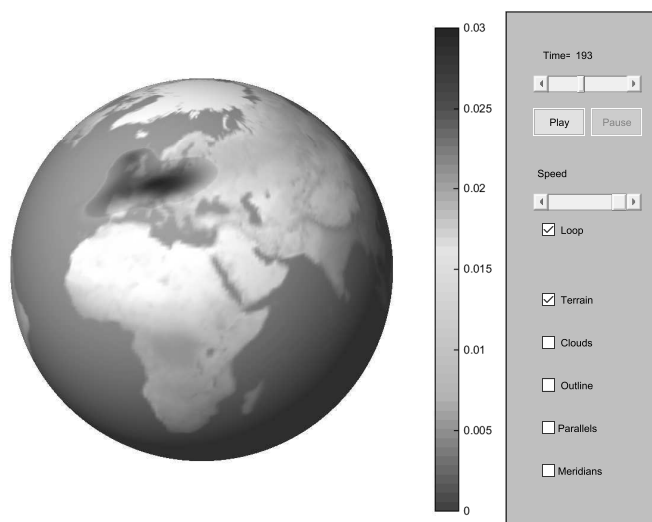 0.03
0.025
0.02
0.015
0.01
0.005
0
Time= 193
Play Pause
Speed
Loop
Terrain
Clouds
Outline
Parallels
Meridians